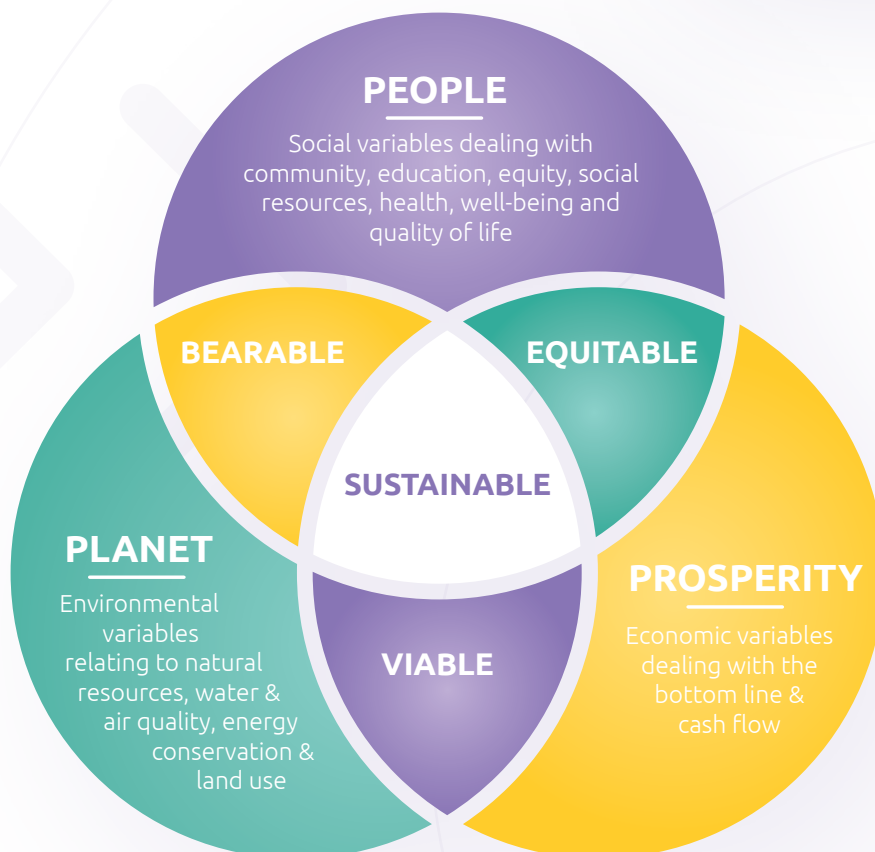 PEOPLE
Social variables dealing with
community, education, equity, social
resources, health, well-being and
quality of life
BEARABLE
EQUITABLE
SUSTAINABLE
PLANET
Environmental
variables
relating to natural
resources, water &
air quality, energy
conservation &
land use
PROSPERITY
Economic variables
dealing with the
bottom line &
cash flow
VIABLE